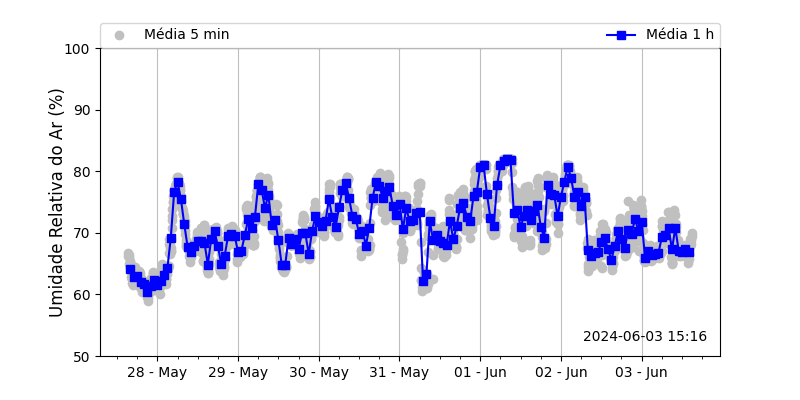 Média 5 min
Média 1 h
100
90
80
70
60
50
Umidade Relativa do Ar (%)
2024-06-03 15:16
28 - May
29 - May
30 - May
31 - May
01 - Jun
02 - Jun
03 - Jun